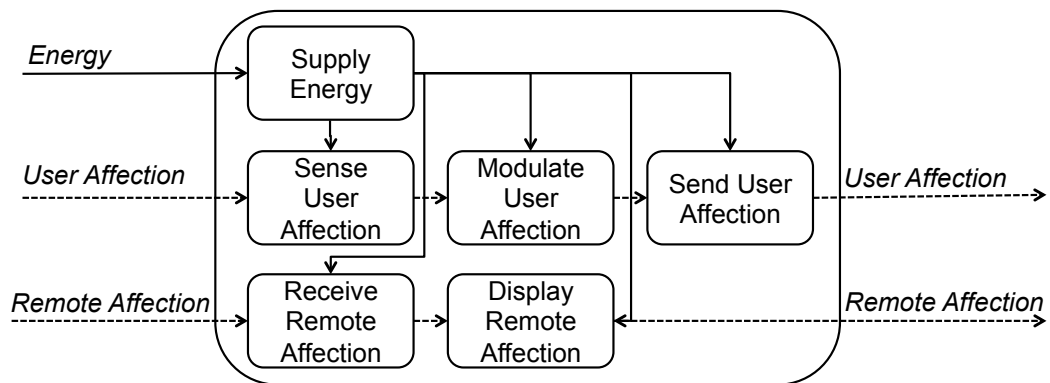 Energy
Supply
Energy
User Affection
Sense
User
Affection
Modulate
User
Affection
Send User
Affection
User Affection
Remote Affection
Receive
Remote
Affection
Display
Remote
Affection
Remote Affection